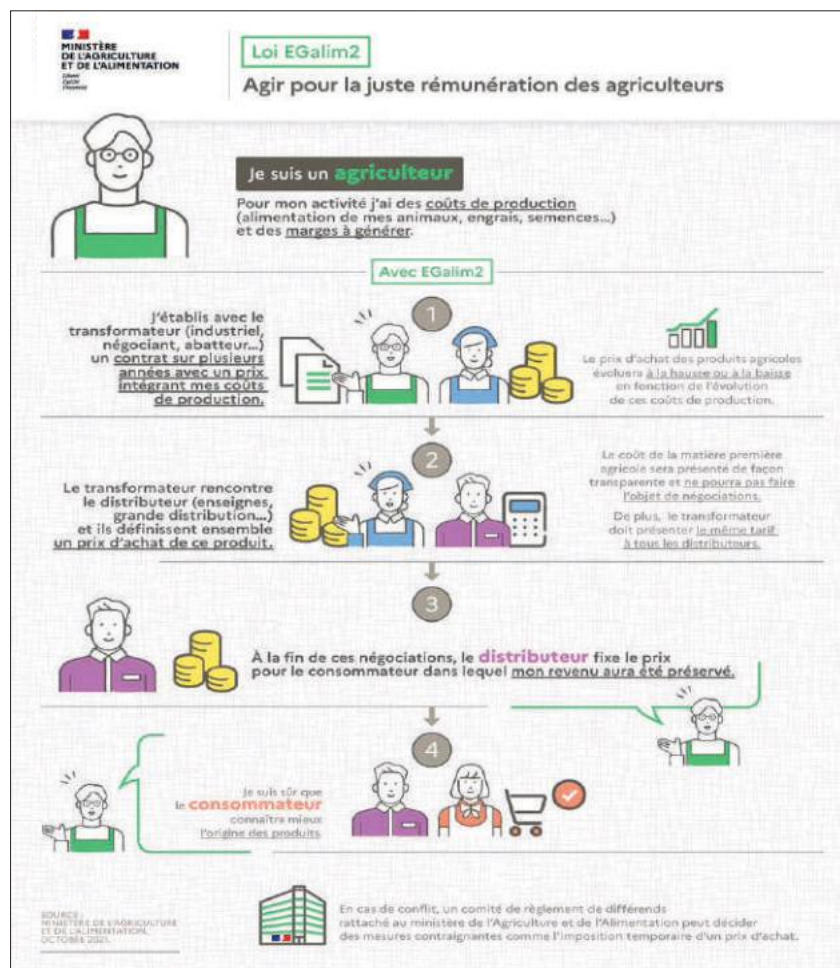 MINISTÈRE
DE L'AGRICULTURE
ET DE L'ALIMENTATION
Liberté
Égalité
Fraternité
Loi EGalim2
Agir pour la juste rémunération des agriculteurs
Je suis un agriculteur
Pour mon activité j'ai des coûts de production
(alimentation de mes animaux, engrais, semences...)
et des marges à générer.
Avec EGalim2
1
J'établis avec le
transformateur (industriel,
négociant, abatteur...)
un contrat sur plusieurs
années avec un prix
intégrant mes coûts
de production.
Le prix d'achat des produits agricoles
évoluera à la hausse ou à la baisse
en fonction de l'évolution
de ces coûts de production.
2
Le transformateur rencontre
le distributeur (enseignes,
grande distribution...)
et ils définissent ensemble
un prix d'achat de ce produit.
Le coût de la matière première
agricole sera présenté de façon
transparente et ne pourra pas faire
l'objet de négociations.
De plus, le transformateur
doit présenter le même tarif
à tous les distributeurs.
3
À la fin de ces négociations, le distributeur fixe le prix
pour le consommateur dans lequel mon revenu aura été préservé.
4
Je suis sûr que
le consommateur
connaître mieux
l'origine des produits
SOURCE :
MINISTÈRE DE L'AGRICULTURE
ET DE L'ALIMENTATION,
OCTOBRE 2021.
En cas de conflit, un comité de règlement de différends
rattaché au ministère de l'Agriculture et de l'Alimentation peut décider
des mesures contraignantes comme l'imposition temporaire d'un prix d'achat.